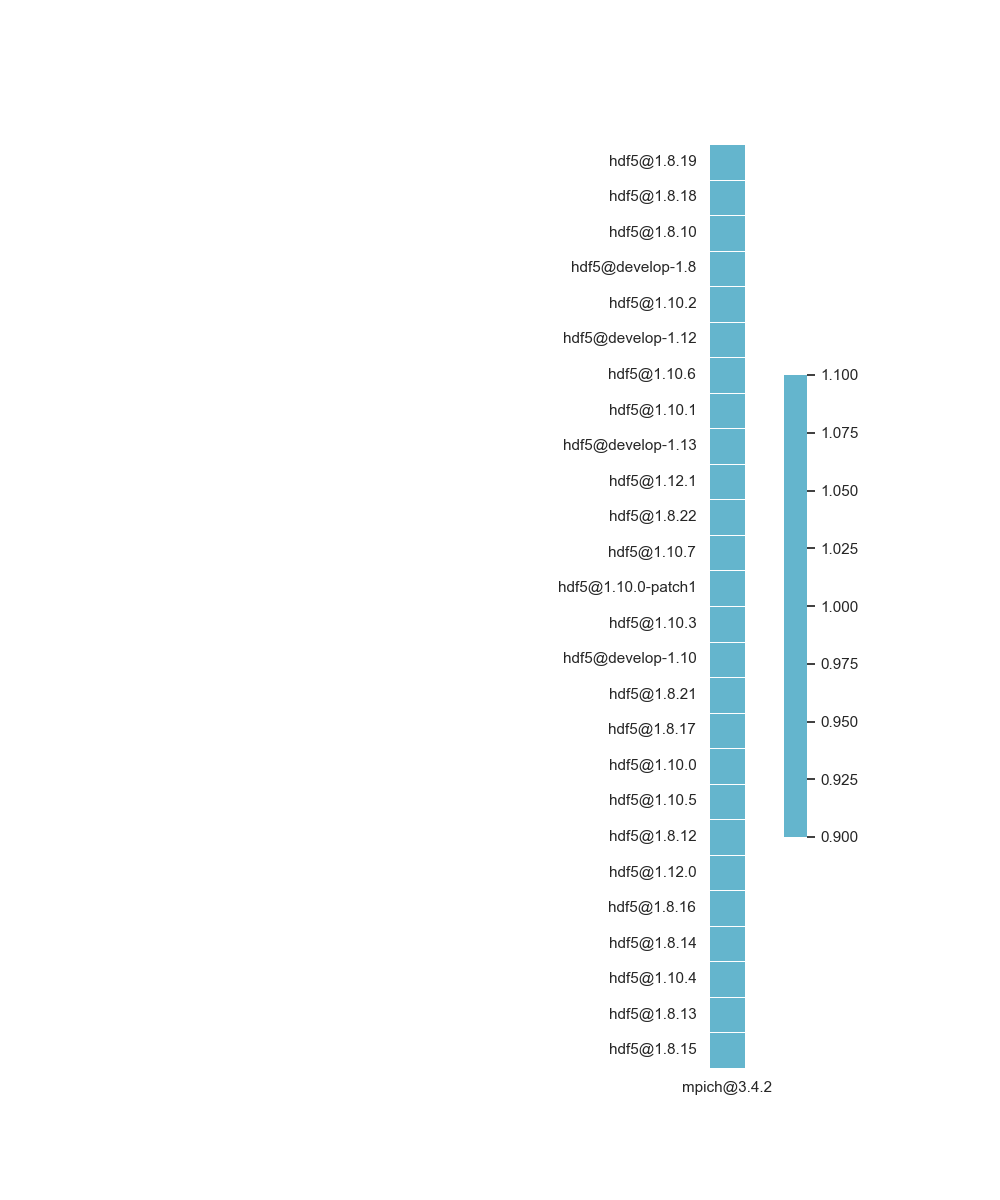 hdf5@1.8.19
hdf5@1.8.18
hdf5@1.8.10
hdf5@develop-1.8
hdf5@1.10.2
hdf5@develop-1.12
hdf5@1.10.6
hdf5@1.10.1
hdf5@develop-1.13
hdf5@1.12.1
hdf5@1.8.22
hdf5@1.10.7
hdf5@1.10.0-patch1
hdf5@1.10.3
hdf5@develop-1.10
hdf5@1.8.21
hdf5@1.8.17
hdf5@1.10.0
hdf5@1.10.5
hdf5@1.8.12
hdf5@1.12.0
hdf5@1.8.16
hdf5@1.8.14
hdf5@1.10.4
hdf5@1.8.13
hdf5@1.8.15
mpich@3.4.2
1.100
1.075
1.050
1.025
1.000
0.975
0.950
0.925
0.900